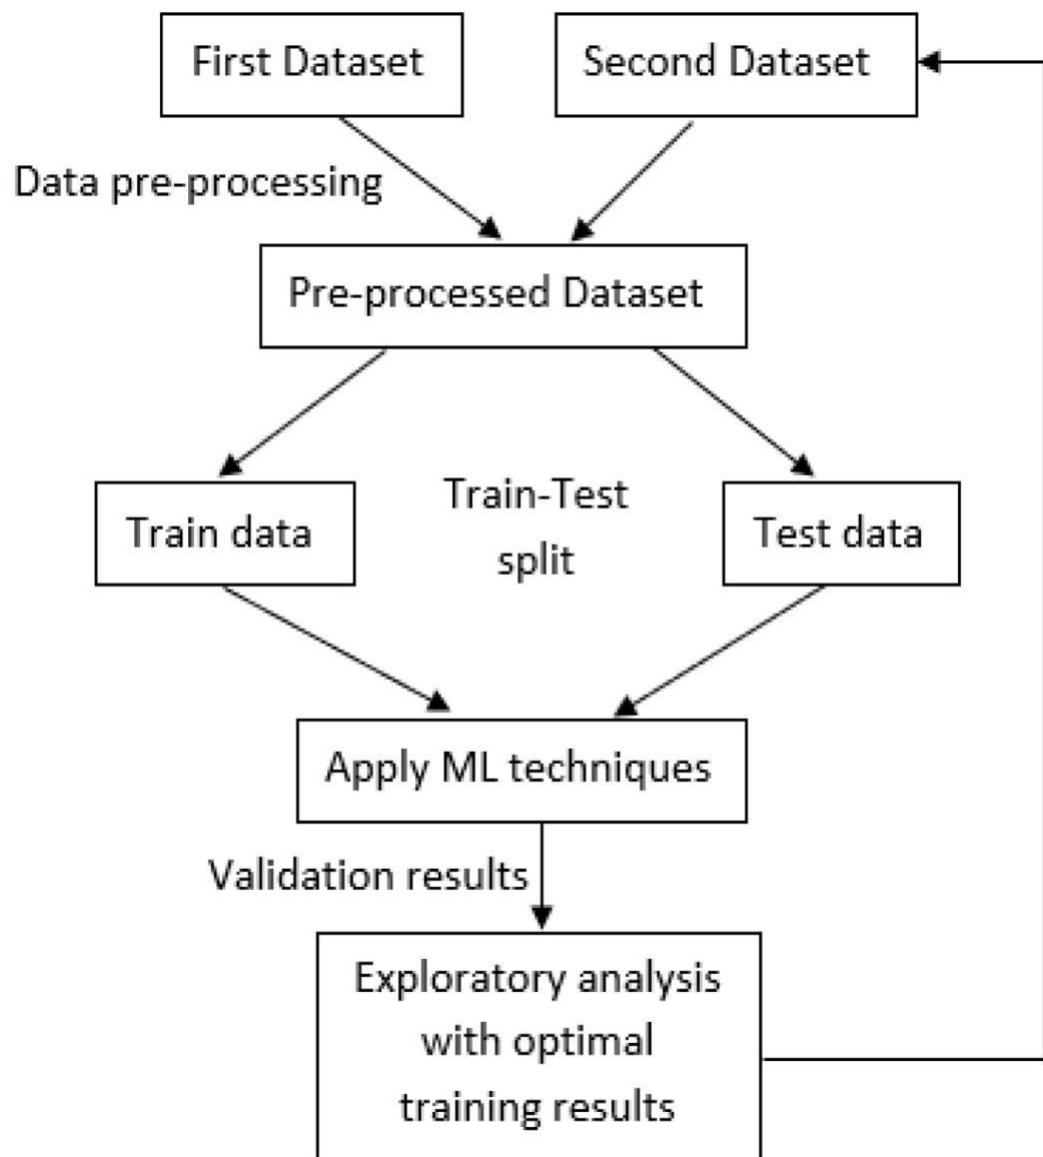 First Dataset
Second Dataset
Data pre-processing
Pre-processed Dataset
Train data
Train-Test
split
Test data
Apply ML techniques
Validation results
Exploratory analysis
with optimal
training results